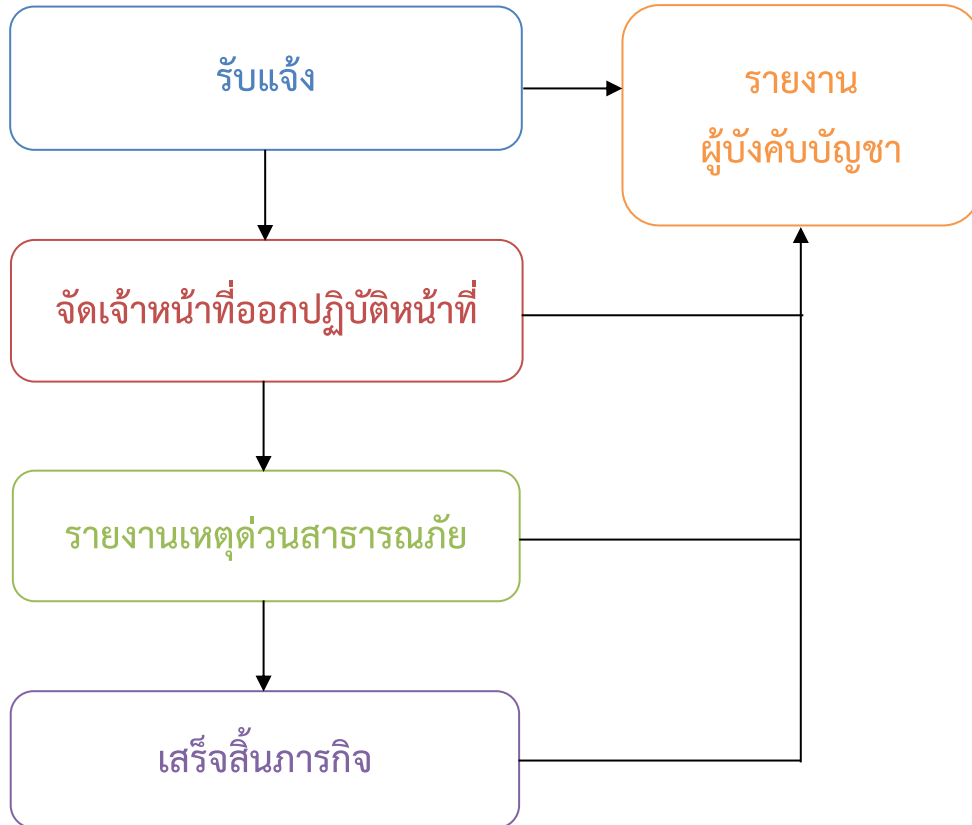 รับแจ้ง
รายงาน
ผู้บังคับบัญชา
จัดเจ้าหน้าที่ออกปฏิบัติหน้าที่
รายงานเหตุด่วนสาธารณภัย
เสร็จสิ้นภารกิจ